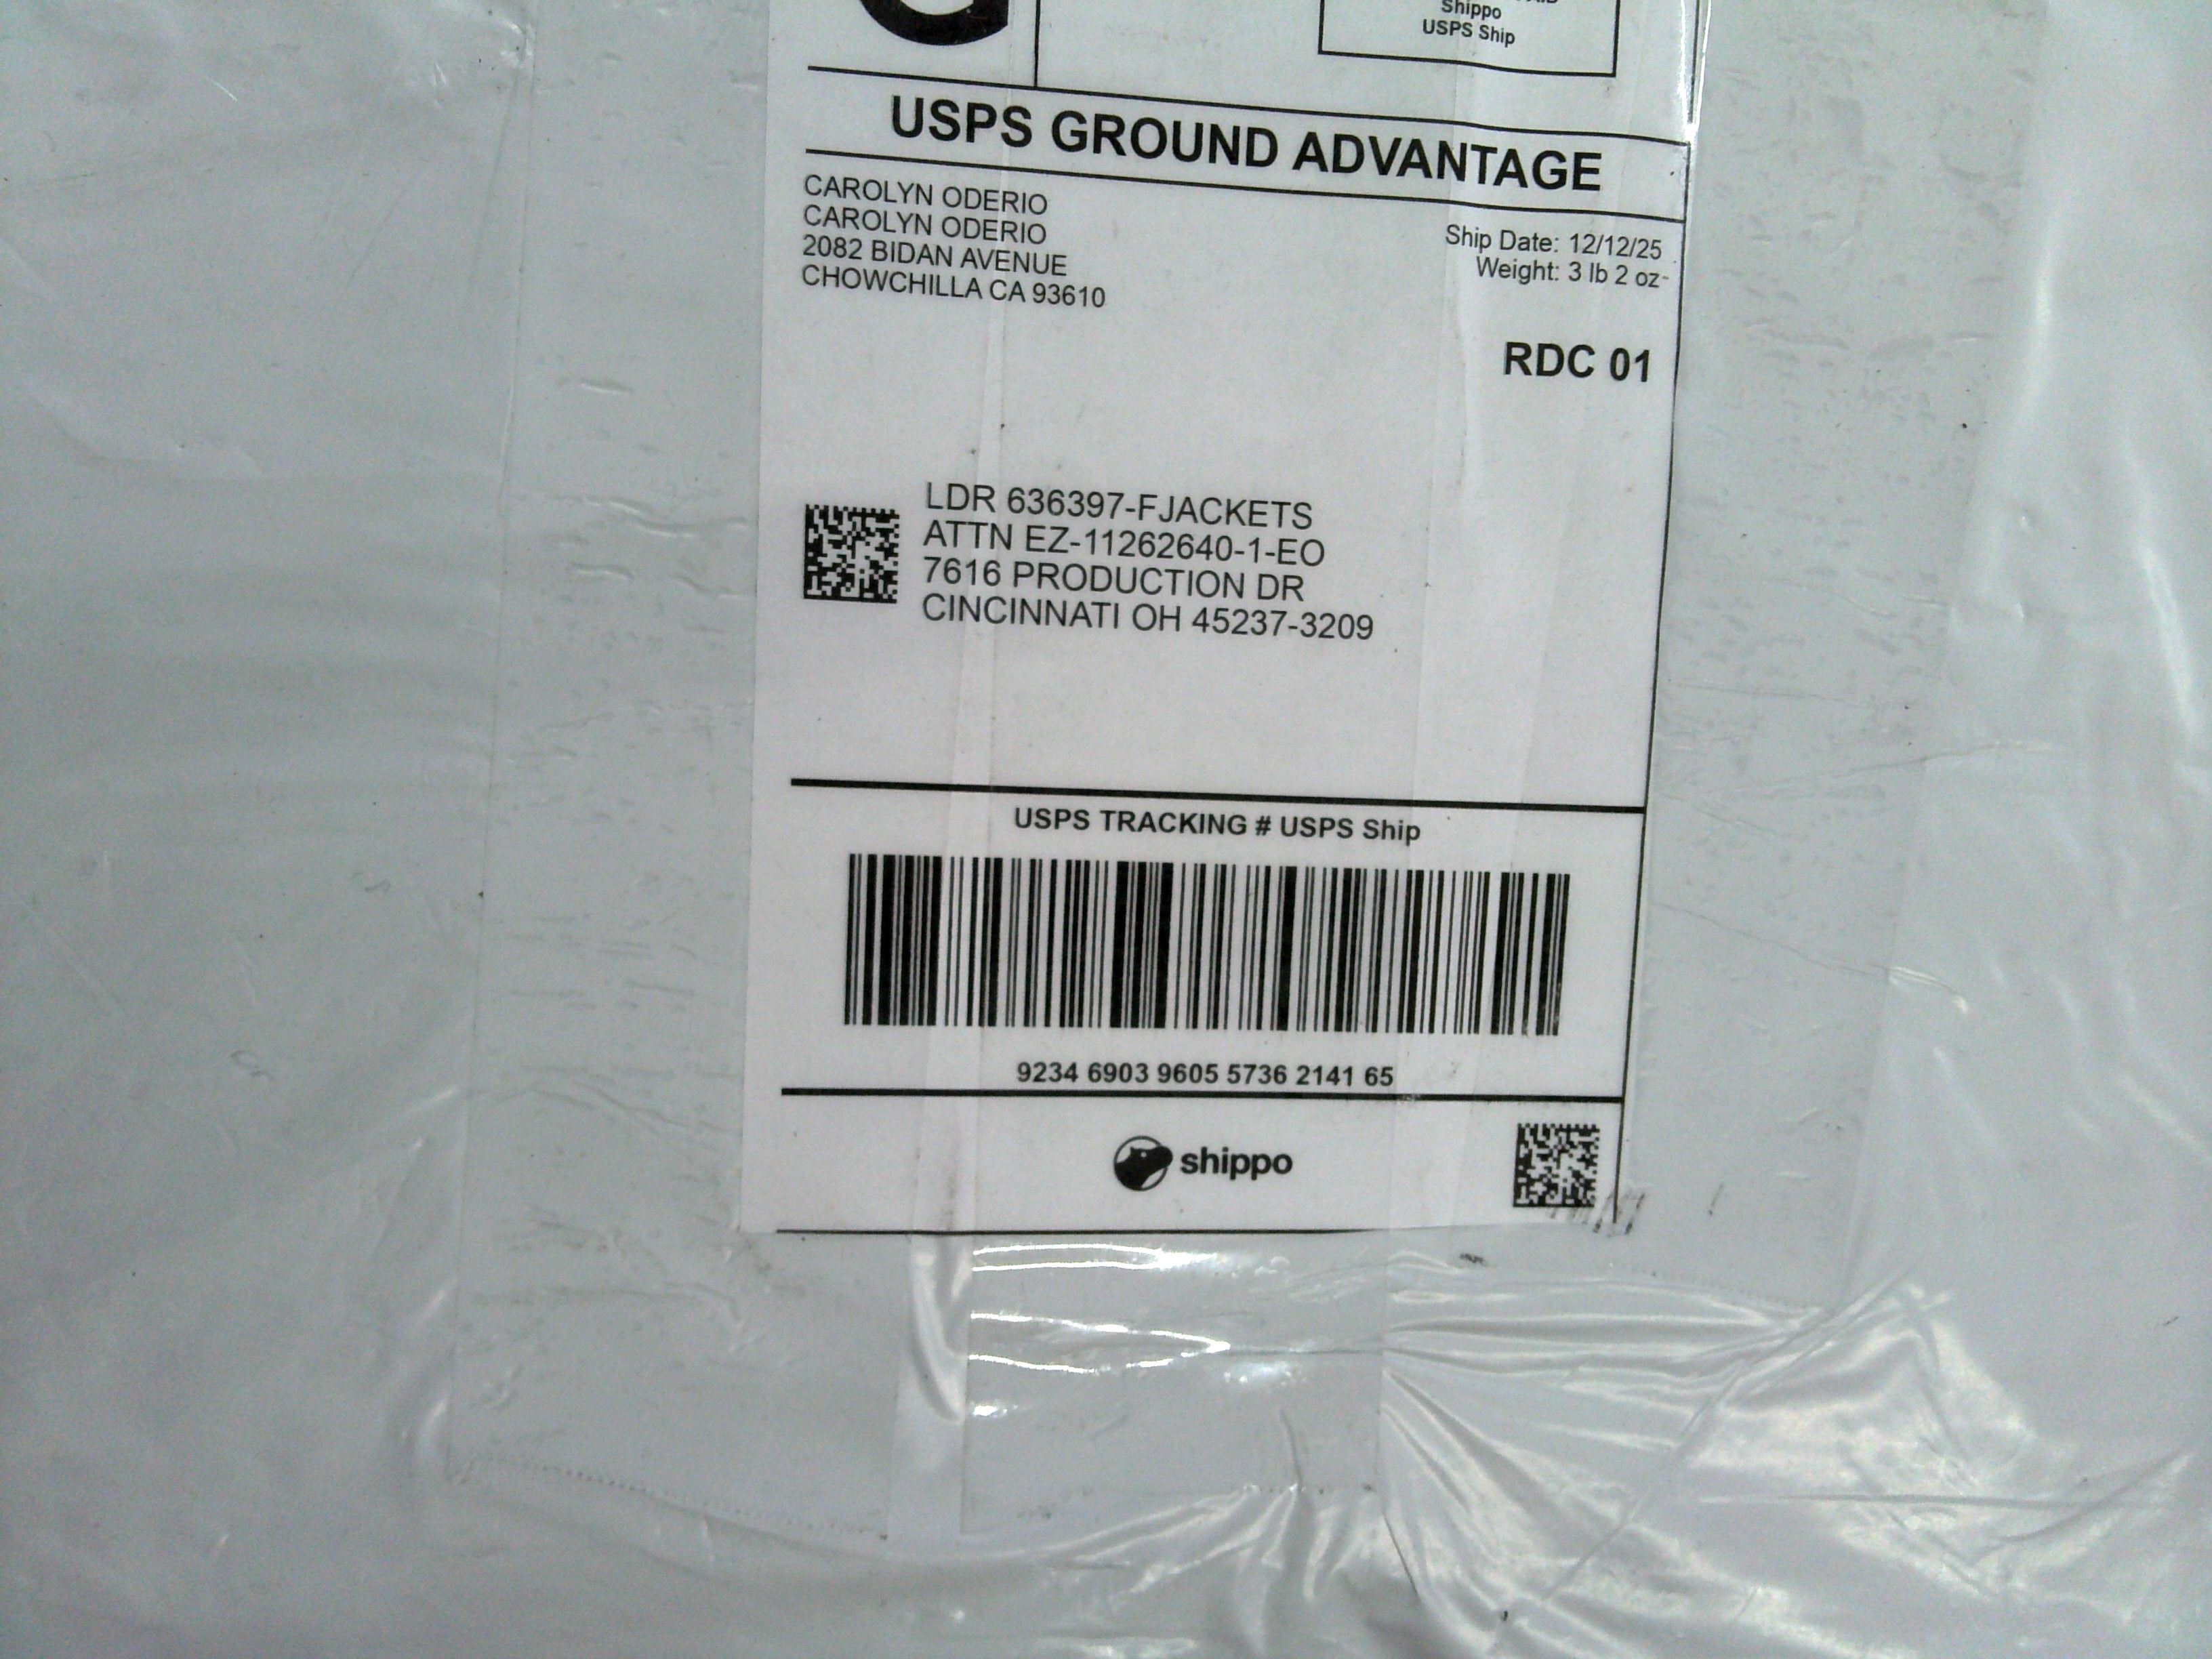 Shippo
USPS Ship
USPS GROUND ADVANTAGE
CAROLYN ODERIO
CAROLYN ODERIO
2082 BIDAN AVENUE
CHOWCHILLA CA 93610
Ship Date: 12/12/25
Weight: 3 lb 2 oz
RDC 01
LDR 636397-FJACKETS
ATTN EZ-11262640-1-EO
7616 PRODUCTION DR
CINCINNATI OH 45237-3209
USPS TRACKING # USPS Ship
9234 6903 9605 5736 2141 65
shippo